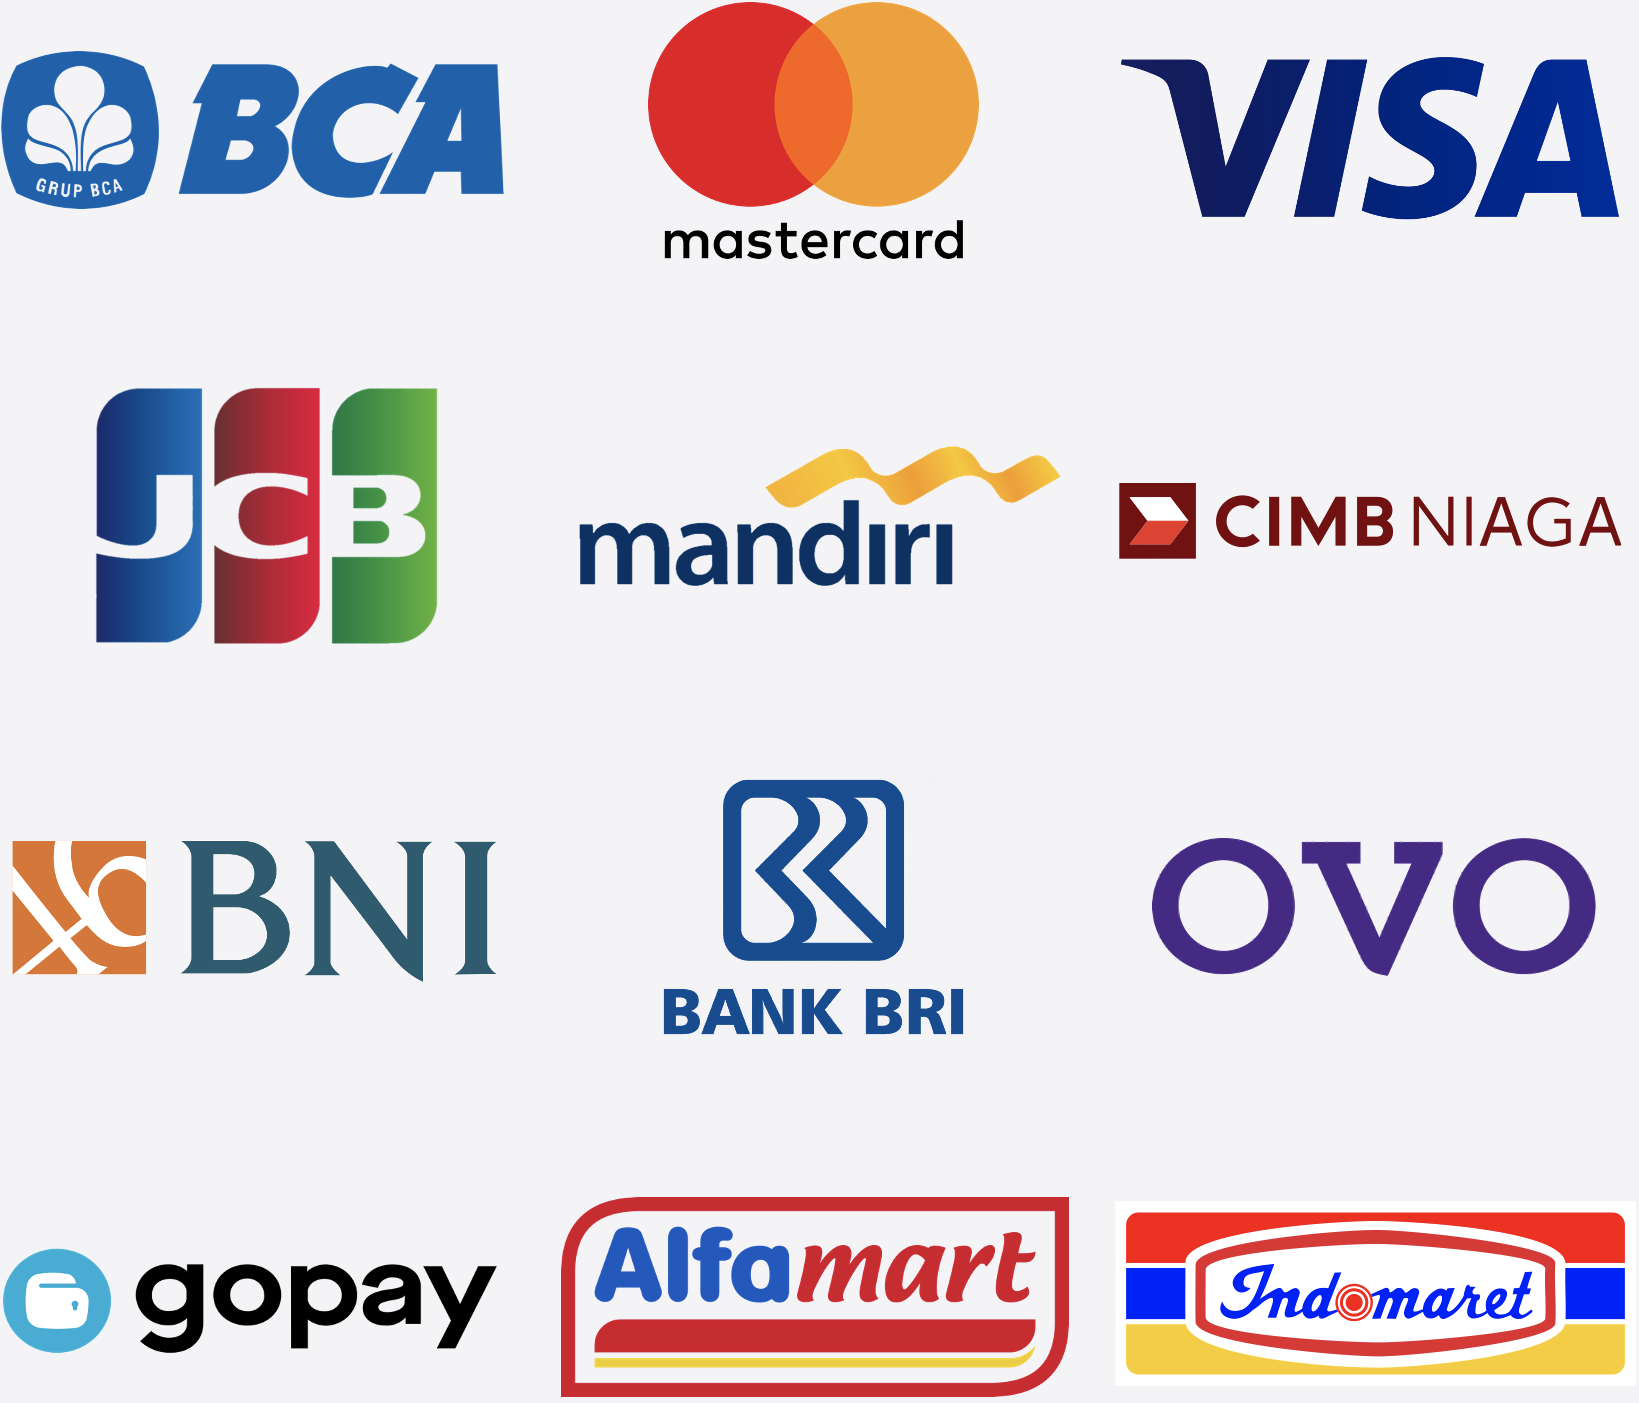 GRUP BCA
BCA
mastercard
VISA
JCB
mandiri
CIMB NIAGA
BNI
BANK BRI
OVO
gopay
Alfamart
Indomaret